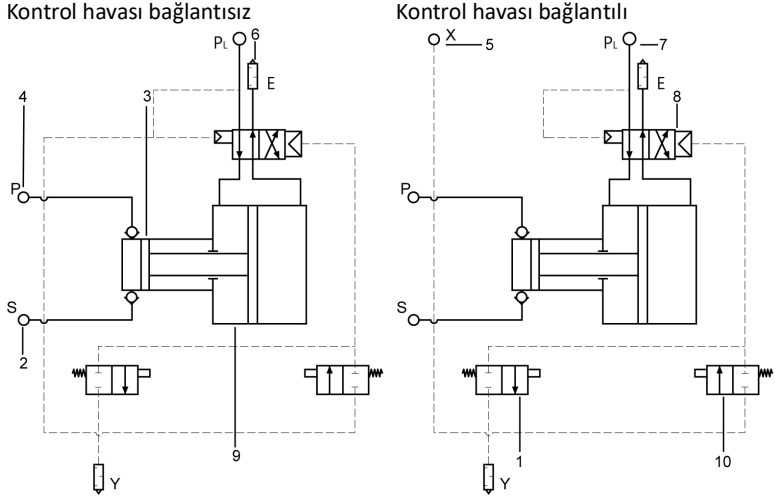 Kontrol havası bağlantısız
Kontrol havası bağlantılı
PL 6
E
4 3
P
S
2
9
Y
X 5
PL 7
E
8
P
S
1 10
Y